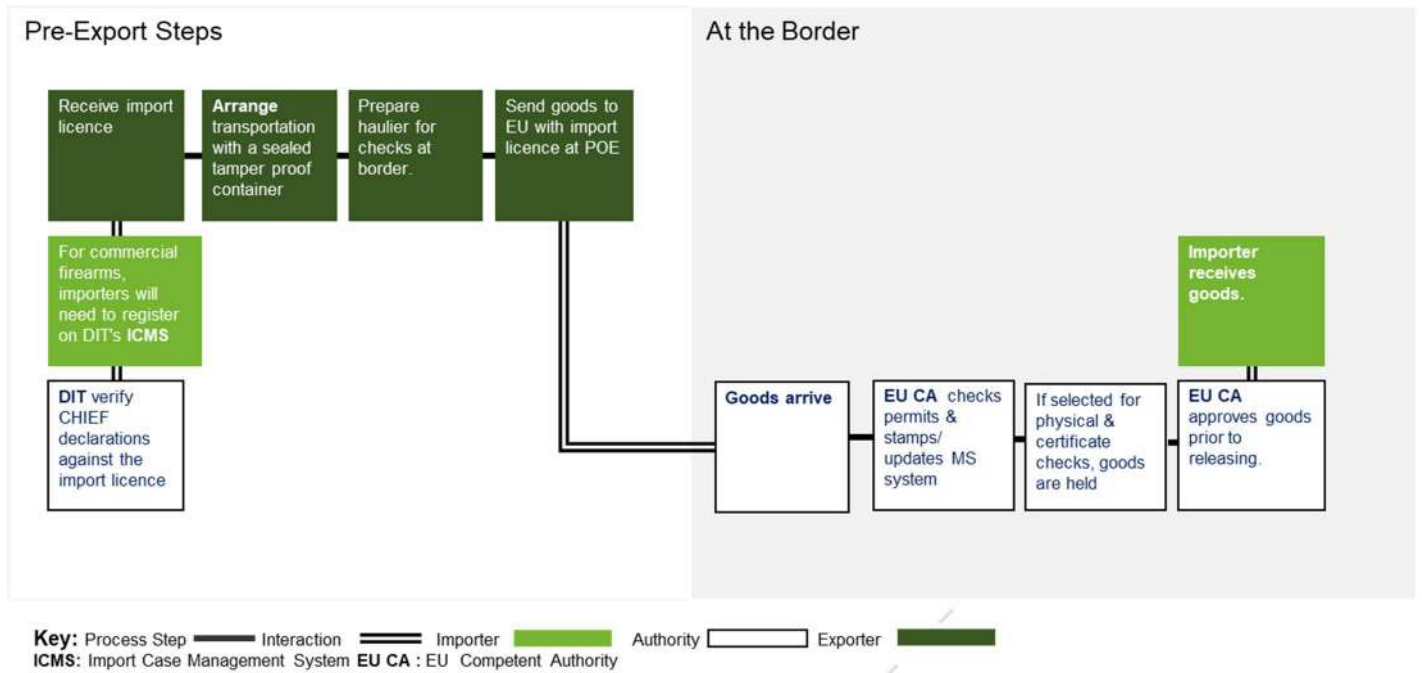 Pre-Export Steps
Receive import
licence
Arrange
transportation
with a sealed
tamper proof
container
Prepare
haulier for
checks at
border.
Send goods to
EU with import
licence at POE
For commercial
firearms,
importers will
need to register
on DIT's ICMS
DIT verify
CHIEF
declarations
against the
import licence
At the Border
Goods arrive
EU CA checks
permits &
stamps/
updates MS
system
If selected for
physical &
certificate
checks, goods
are held
EU CA
approves goods
prior to
releasing.
Importer
receives
goods.
Key: Process Step Interaction Importer Authority Exporter
ICMS: Import Case Management System EU CA : EU Competent Authority